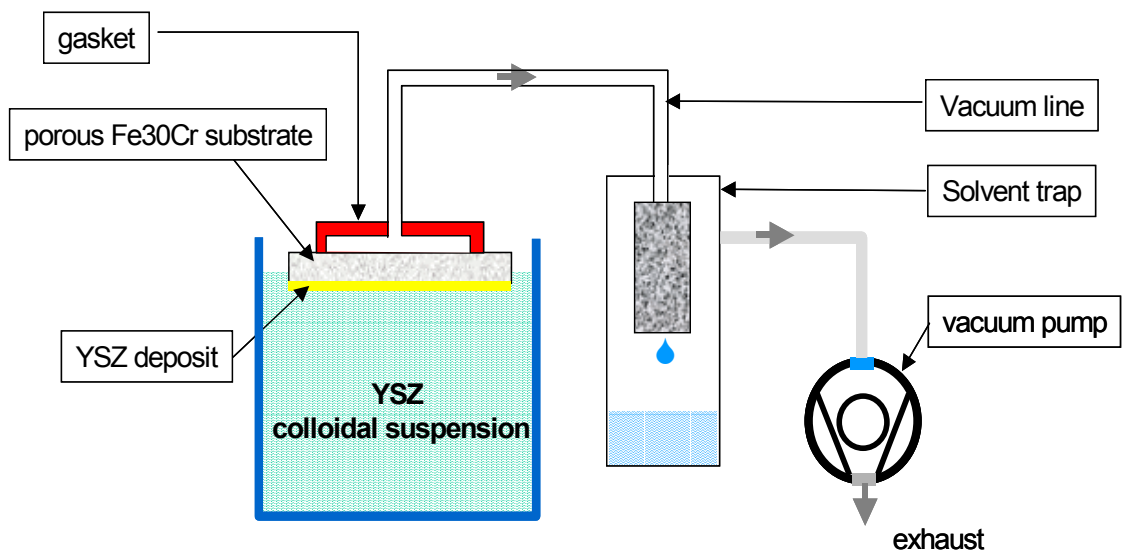 gasket
porous Fe30Cr substrate
YSZ deposit
YSZ
colloidal suspension
Vacuum line
Solvent trap
vacuum pump
exhaust